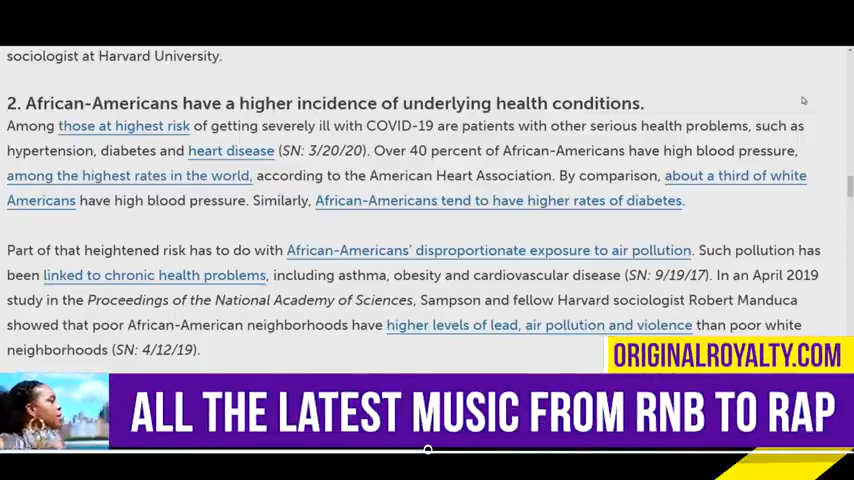 sociologist at Harvard University.
2. African-Americans have a higher incidence of underlying health conditions.
Among those at highest risk of getting severely ill with COVID-19 are patients with other serious health problems, such as
hypertension, diabetes and heart disease (SN: 3/20/20). Over 40 percent of African-Americans have high blood pressure,
among the highest rates in the world, according to the American Heart Association. By comparison, about a third of white
Americans have high blood pressure. Similarly, African-Americans tend to have higher rates of diabetes.
Part of that heightened risk has to do with African-Americans' disproportionate exposure to air pollution. Such pollution has
been linked to chronic health problems, including asthma, obesity and cardiovascular disease (SN: 9/19/17). In an April 2019
study in the Proceedings of the National Academy of Sciences, Sampson and fellow Harvard sociologist Robert Manduca
showed that poor African-American neighborhoods have higher levels of lead, air pollution and violence than poor white
neighborhoods (SN: 4/12/19).
ORIGINALROYALTY.COM
ALL THE LATEST MUSIC FROM RNB TO RAP